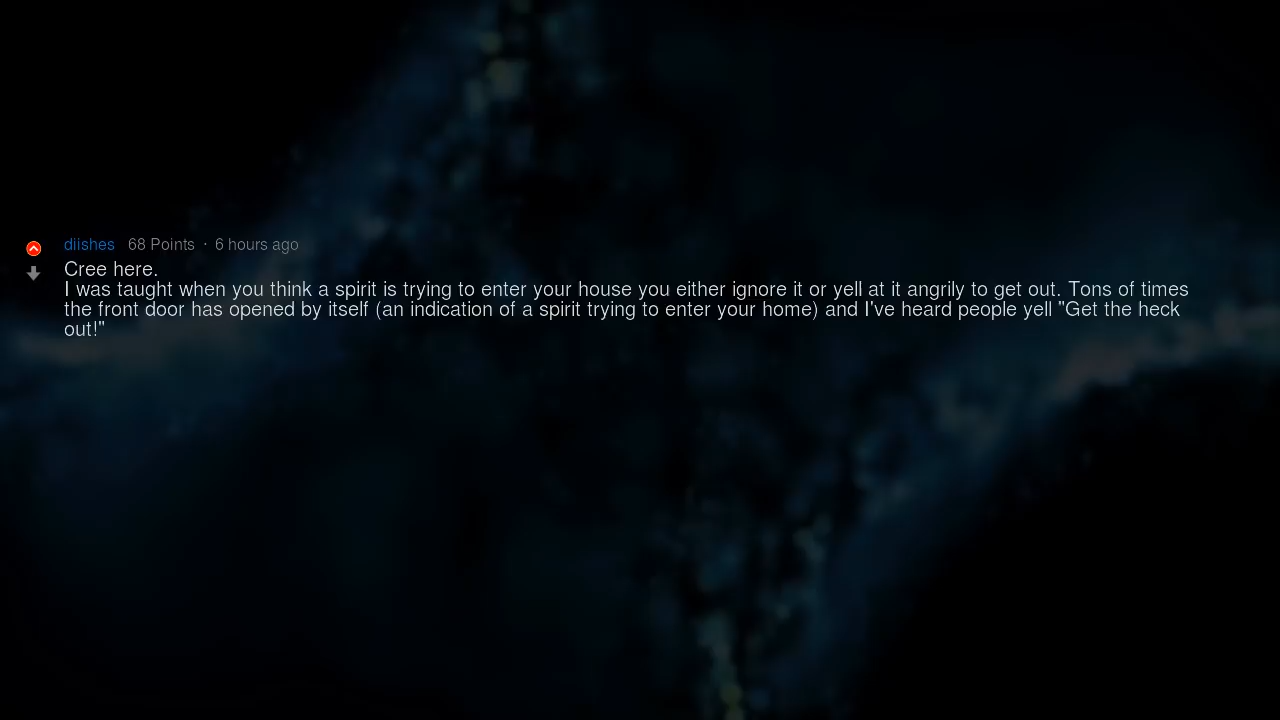 diishes 68 Points · 6 hours ago
Cree here.
I was taught when you think a spirit is trying to enter your house you either ignore it or yell at it angrily to get out. Tons of times
the front door has opened by itself (an indication of a spirit trying to enter your home) and I've heard people yell "Get the heck
out!"